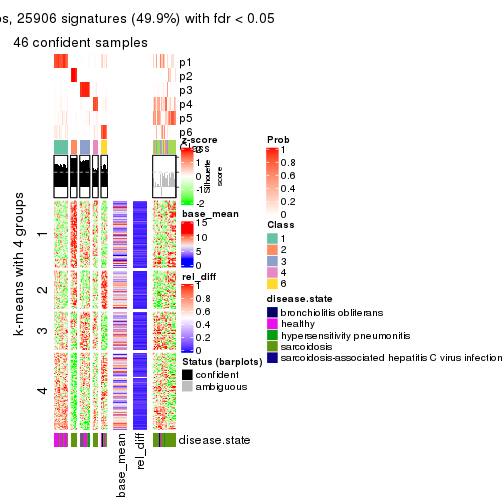 os, 25906 signatures (49.9%) with fdr < 0.05
46 confident samples
p1
p2
p3
p4
p5
p6
Class
Silhouette
score
k-means with 4 groups
1
2
3
4
base_mean
rel_diff
disease.state
z-score
2
-2
base_mean
15
10
5
0
rel_diff
1
0.8
0.6
0.4
0.2
0
Status (barplots)
confident
ambiguous
Prob
1
0.8
0.6
0.4
0.2
0
Class
1
2
3
4
6
disease.state
bronchiolitis obliterans
healthy
hypersensitivity pneumonitis
sarcoidosis
sarcoidosis-associated hepatitis C virus infection